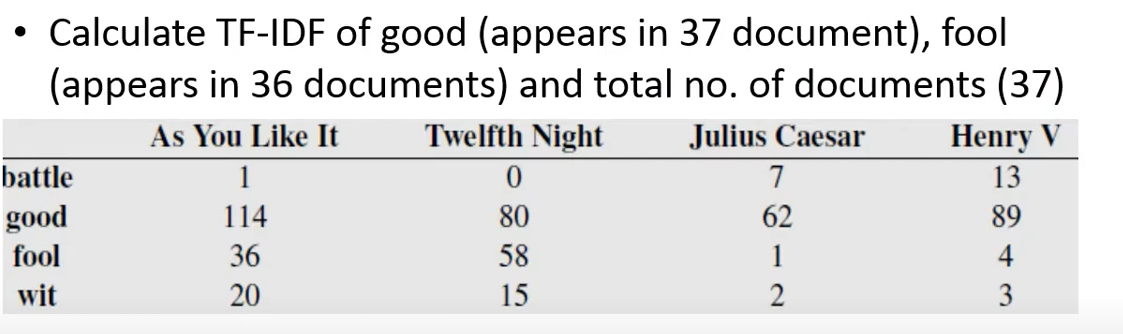 • Calculate TF-IDF of good (appears in 37 document), fool
(appears in 36 documents) and total no. of documents (37)
As You Like It Twelfth Night Julius Caesar Henry V
battle 1 0 7 13
good 114 80 62 89
fool 36 58 1 4
wit 20 15 2 3